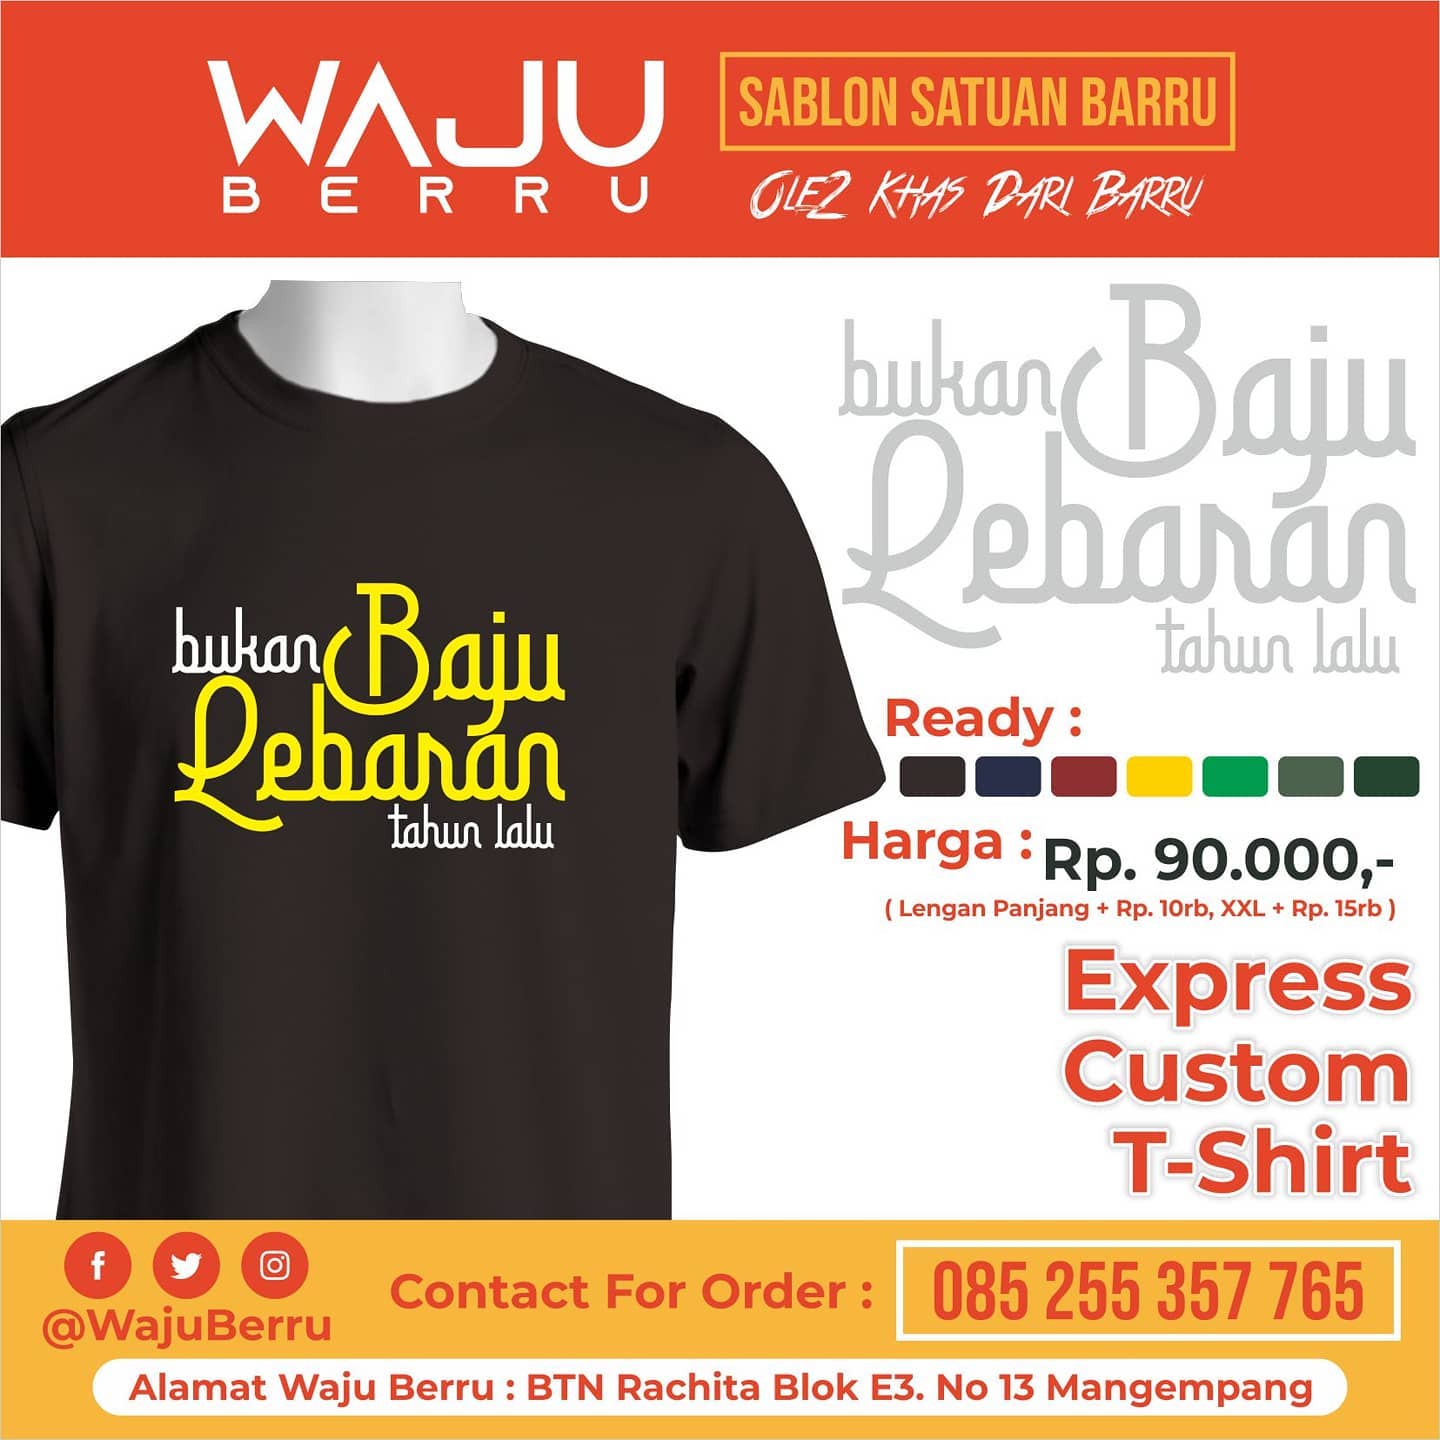 WAJU
BERRU
SABLON SATUAN BARRU
OLE2 KHAS DARI BARRU
bukan Baju
Lebaran
tahun lalu
bukan Baju
Lebaran
tahun lalu
Ready :
Harga : Rp. 90.000,-
( Lengan Panjang + Rp. 10rb, XXL + Rp. 15rb )
Express
Custom
T-Shirt
@WajuBerru
Contact For Order : 085 255 357 765
Alamat Waju Berru : BTN Rachita Blok E3. No 13 Mangempang